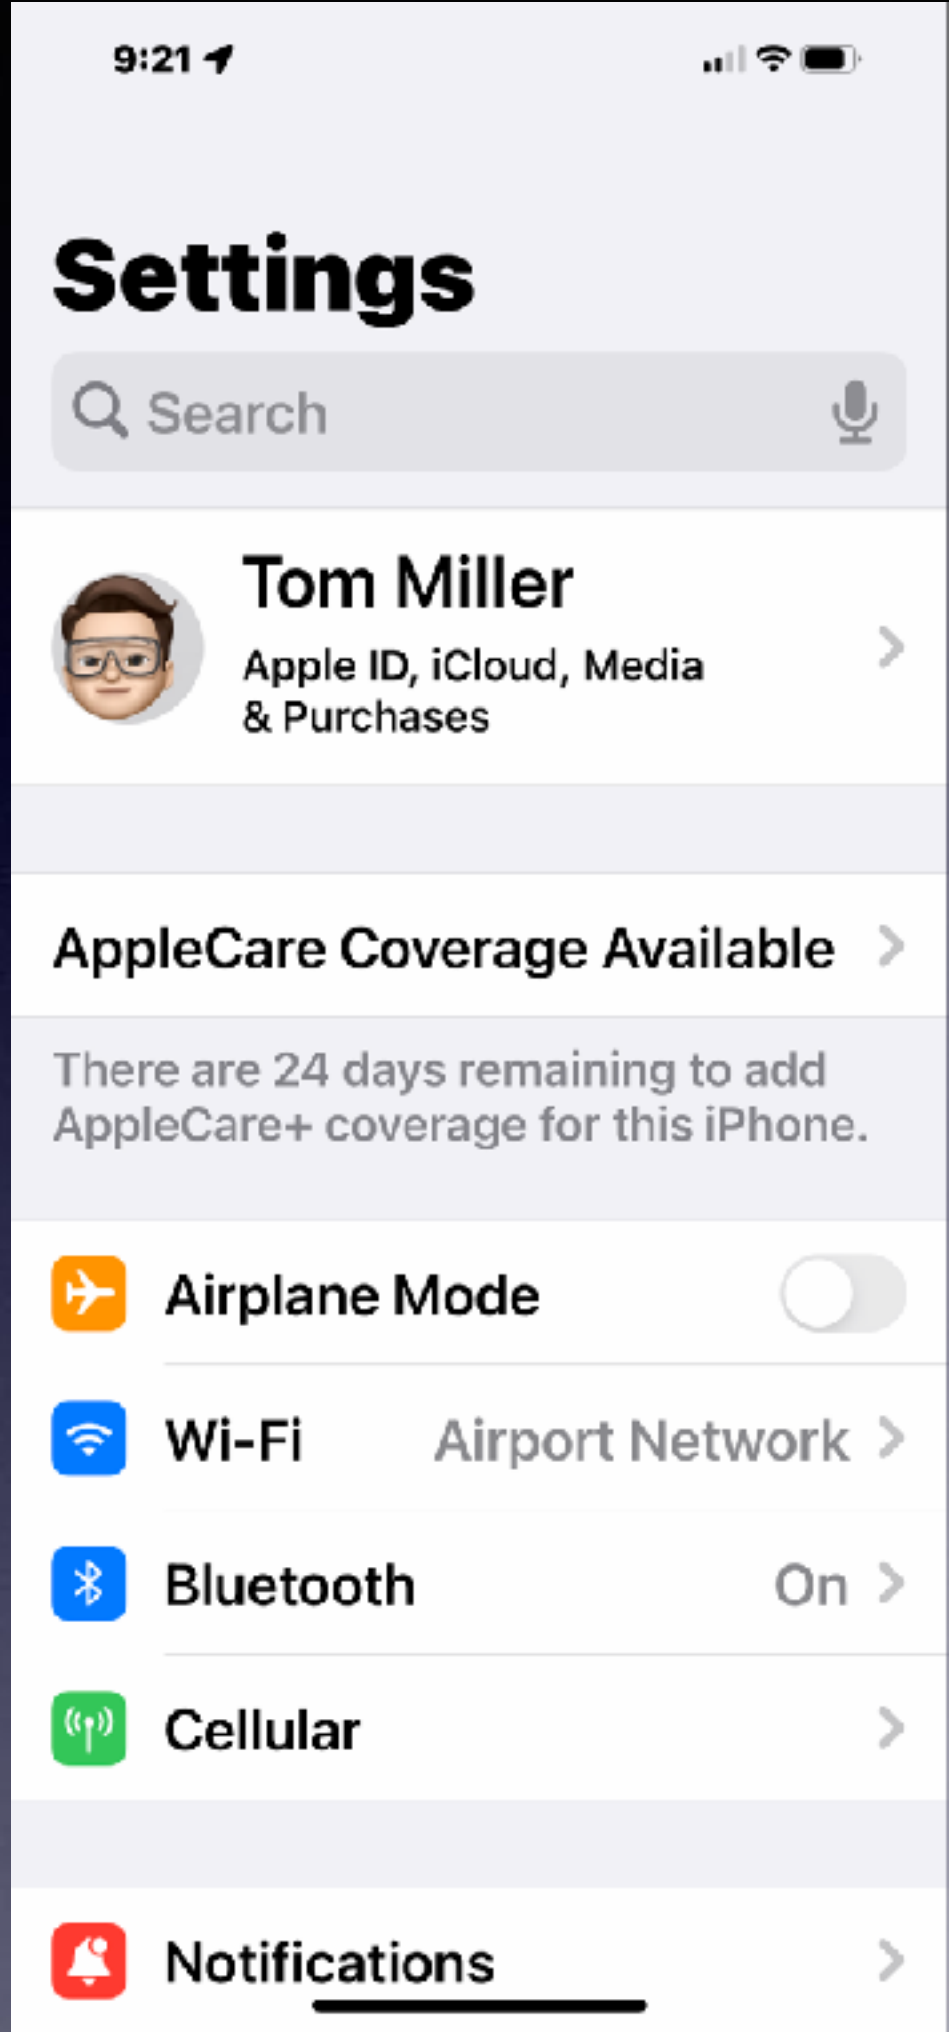 9:21
Settings
Search
Tom Miller
Apple ID, iCloud, Media
& Purchases
AppleCare Coverage Available
There are 24 days remaining to add
AppleCare+ coverage for this iPhone.
Airplane Mode
Wi-Fi Airport Network
Bluetooth On
Cellular
Notifications